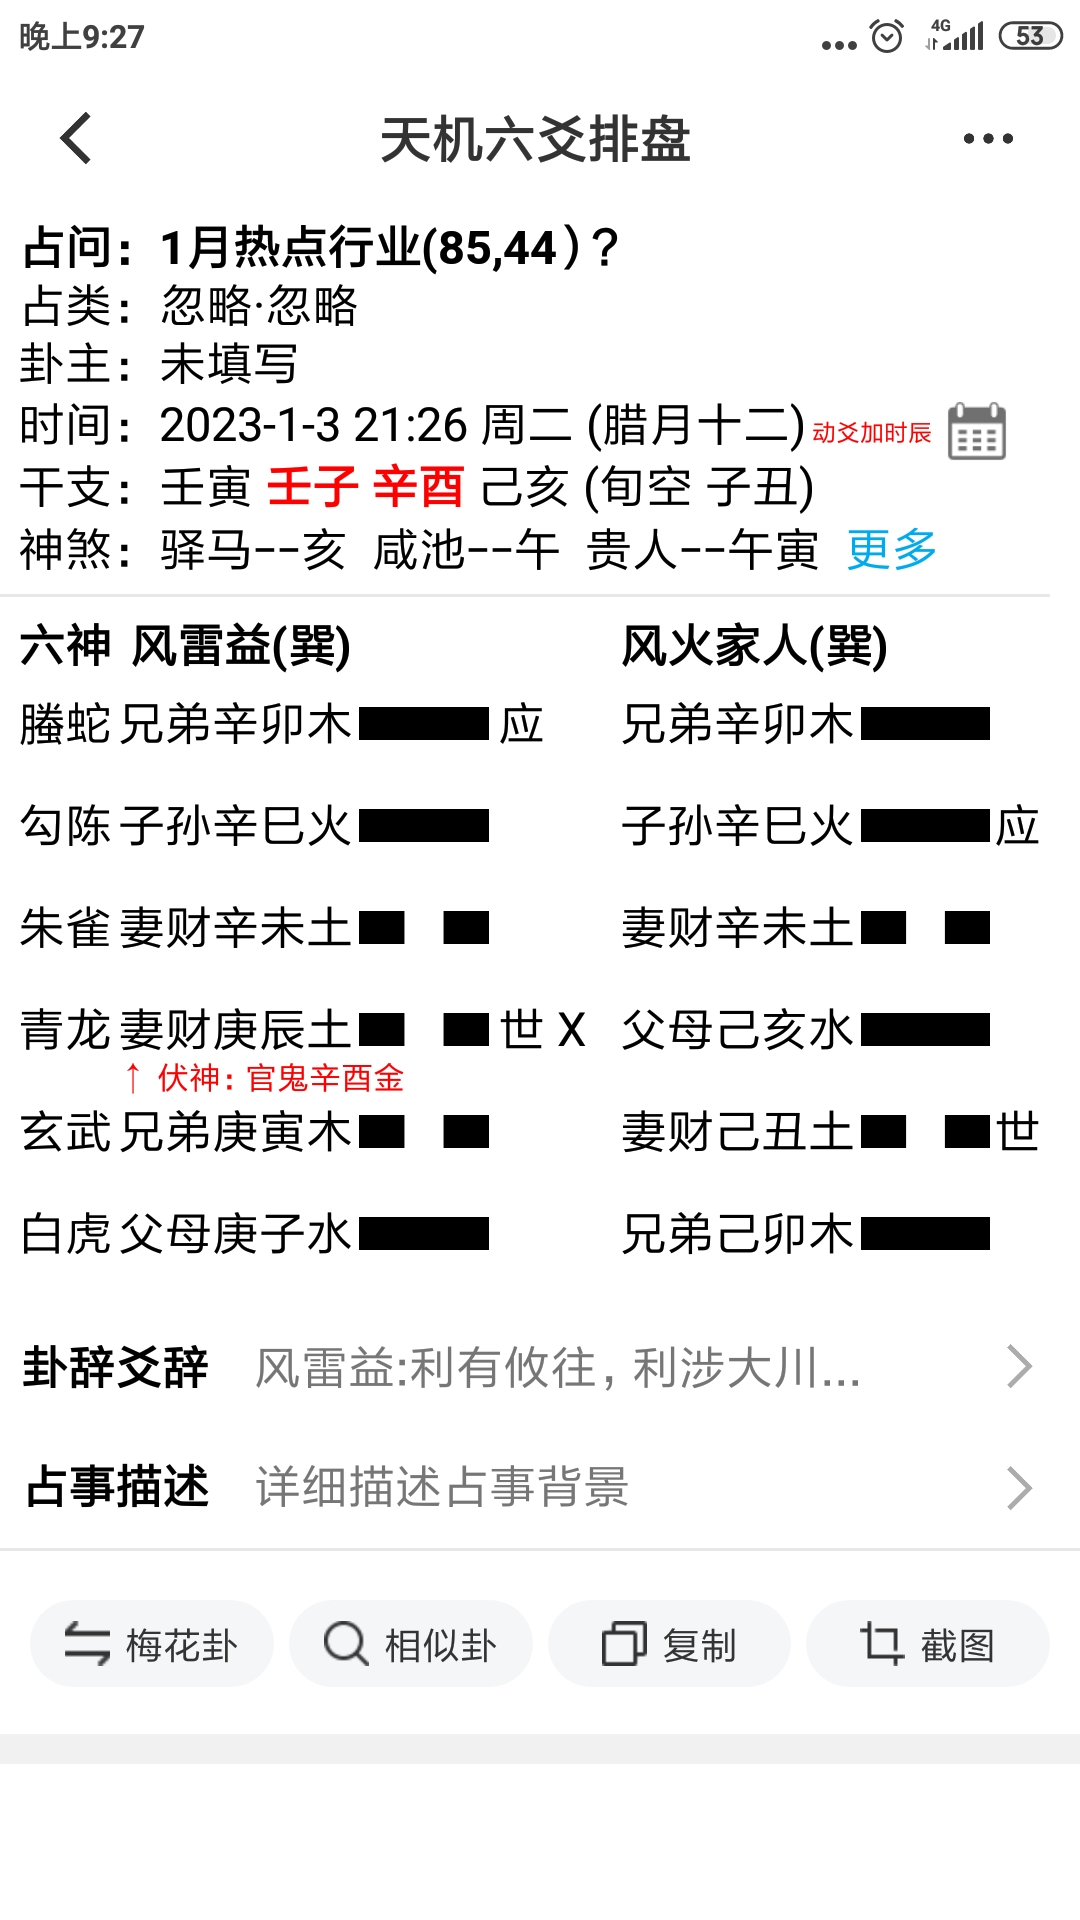 晚上9:27
4G
53
天机六爻排盘
占问：1月热点行业(85,44）？
占类：忽略·忽略
卦主：未填写
时间：2023-1-3 21:26 周二 (腊月十二) 动爻加时辰
干支：壬寅 壬子 辛酉 己亥 (旬空 子丑)
神煞：驿马--亥 咸池--午 贵人--午寅 更多
六神 风雷益(巽) 风火家人(巽)
螣蛇 兄弟辛卯木 应 兄弟辛卯木
勾陈 子孙辛巳火 子孙辛巳火 应
朱雀 妻财辛未土 妻财辛未土
青龙 妻财庚辰土 世 X 父母己亥水
↑ 伏神：官鬼辛酉金
玄武 兄弟庚寅木 妻财己丑土 世
白虎 父母庚子水 兄弟己卯木
卦辞爻辞 风雷益:利有攸往，利涉大川...
占事描述 详细描述占事背景
梅花卦 相似卦 复制 截图